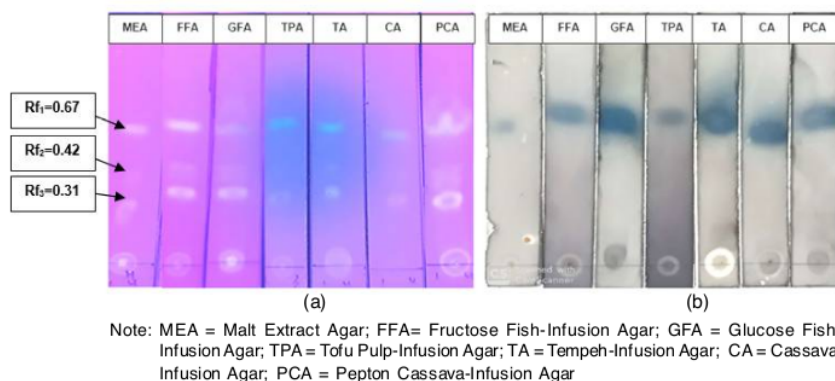 MEA FFA GFA TPA TA CA PCA
MEA FFA GFA TPA TA CA PCA
Rf1=0.67
Rf2=0.42
Rf3=0.31
(a)
(b)
Note: MEA = Malt Extract Agar; FFA= Fructose Fish-Infusion Agar; GFA = Glucose Fish
Infusion Agar; TPA = Tofu Pulp-Infusion Agar; TA = Tempeh-Infusion Agar; CA = Cassava
Infusion Agar; PCA = Pepton Cassava-Infusion Agar